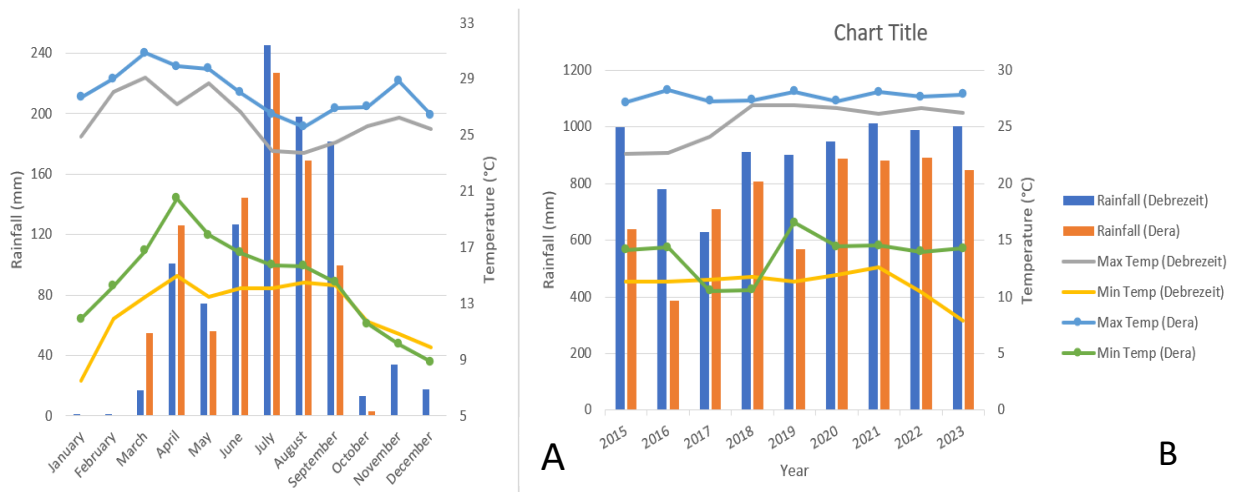 240
200
160
120
80
40
0
Rainfall (mm)
33
29
25
21
17
13
9
5
Temperature (°C)
January
February
March
April
May
June
July
August
September
October
November
December
A
Chart Title
1200
1000
800
600
400
200
0
Rainfall (mm)
30
25
20
15
10
5
0
Temperature (°C)
2015
2016
2017
2018
2019
2020
2021
2022
2023
Year
B
Rainfall (Debrezeit)
Rainfall (Dera)
Max Temp (Debrezeit)
Min Temp (Debrezeit)
Max Temp (Dera)
Min Temp (Dera)